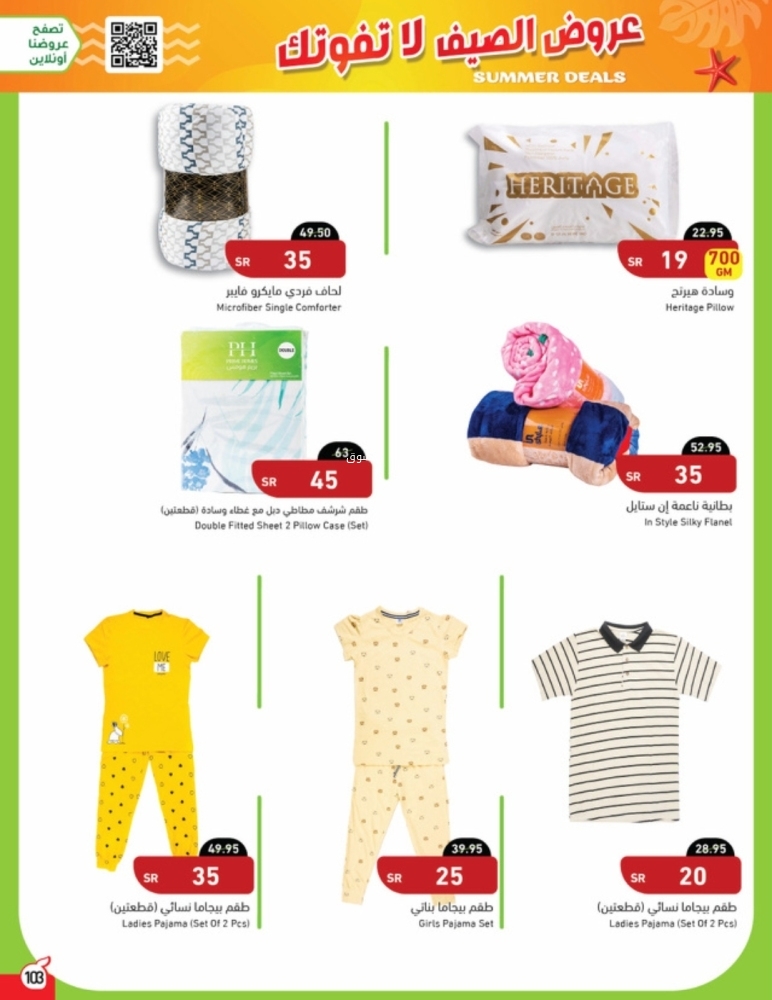 عروض الصيف لا تفوتك
SUMMER DEALS
تصفح
عروضنا
أونلاين
HERITAGE
22.95
SR 19
700
GM
وسادة هيرتج
Heritage Pillow
49.50
SR 35
لحاف فردي مايكرو فايبر
Microfiber Single Comforter
52.95
SR 35
بطانية ناعمة إن ستايل
In Style Silky Flanel
PH
63
سوق
SR 45
طقم شرشف مطاطي دبل مع غطاء وسادة (قطعتين)
Double Fitted Sheet 2 Pillow Case (Set)
28.95
SR 20
طقم بيجاما نسائي (قطعتين)
Ladies Pajama (Set Of 2 Pcs)
39.95
SR 25
طقم بيجاما بناتي
Girls Pajama Set
LOVE
ME
49.95
SR 35
طقم بيجاما نسائي (قطعتين)
Ladies Pajama (Set Of 2 Pcs)
103